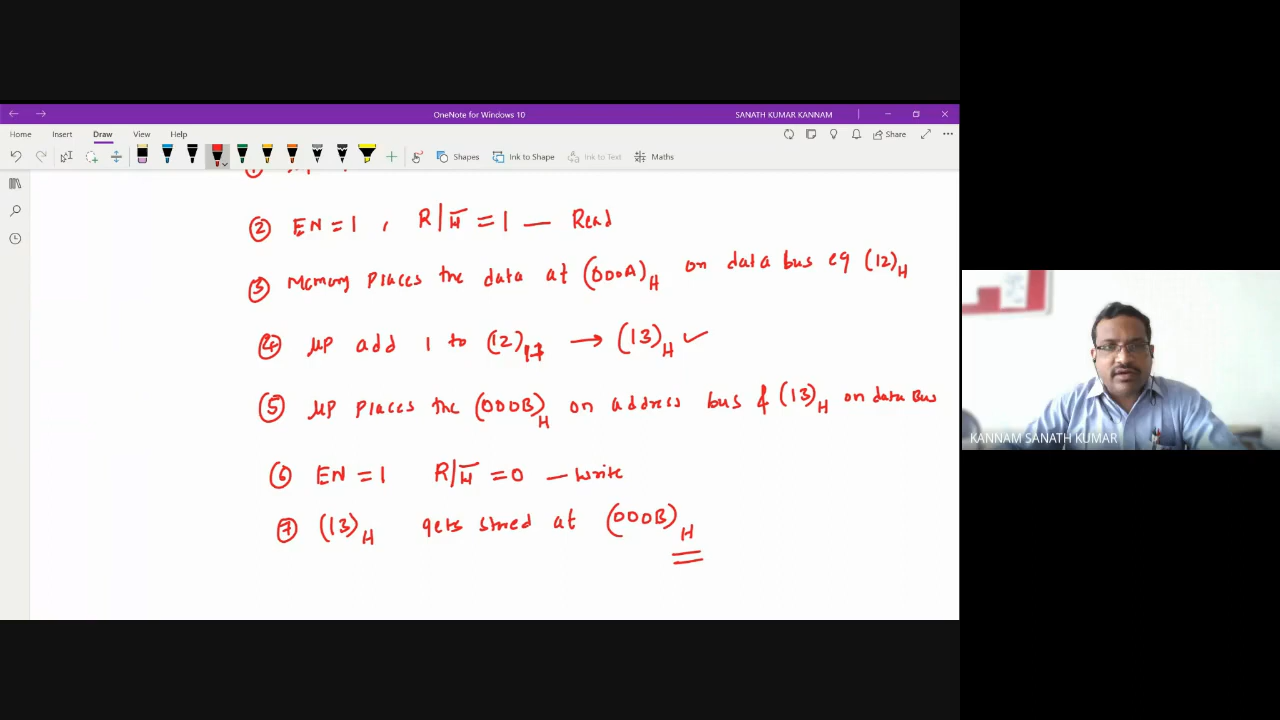 OneNote for Windows 10
SANATH KUMAR KANNAM
Home Insert Draw View Help
Share
Shapes Ink to Shape Ink to Text Maths
② EN = 1 , R/W̅ = 1 — Read
③ Memory places the data at (000A)H on data bus eg (12)H
④ μP add 1 to (12)H → (13)H ✓
⑤ μP places the (000B)H on address bus & (13)H on data Bus
⑥ EN = 1 R/W̅ = 0 — write
⑦ (13)H gets stored at (000B)H
KANNAM SANATH KUMAR